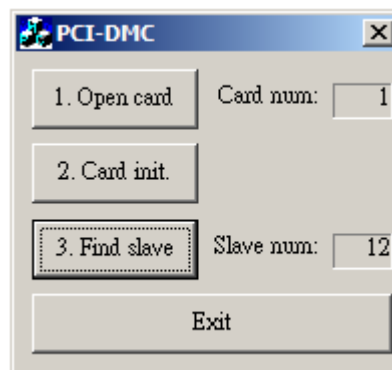 PCI-DMC
1. Open card Card num: 1
2. Card init.
3. Find slave Slave num: 12
Exit